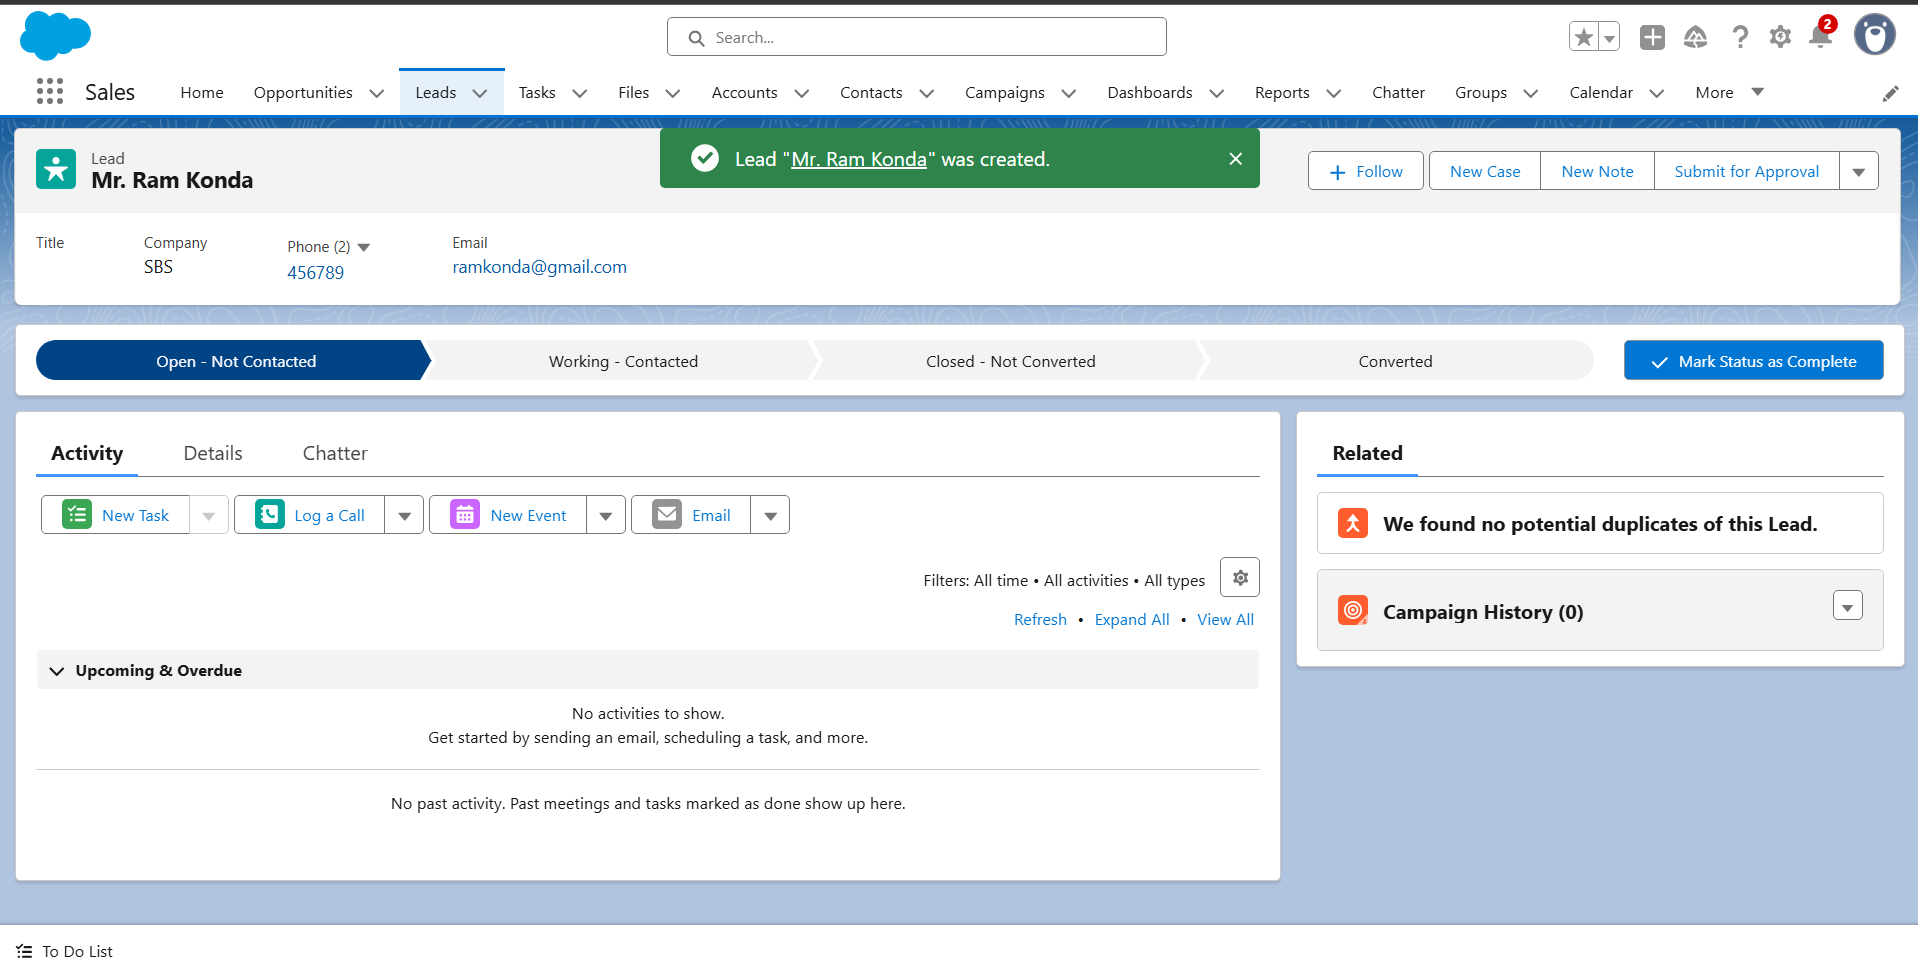 Search...
2
Sales
Home
Opportunities
Leads
Tasks
Files
Accounts
Contacts
Campaigns
Dashboards
Reports
Chatter
Groups
Calendar
More
Lead
Mr. Ram Konda
Lead "Mr. Ram Konda" was created.
Follow
New Case
New Note
Submit for Approval
Title
Company
SBS
Phone (2)
456789
Email
ramkonda@gmail.com
Open - Not Contacted
Working - Contacted
Closed - Not Converted
Converted
Mark Status as Complete
Activity
Details
Chatter
New Task
Log a Call
New Event
Email
Filters: All time • All activities • All types
Refresh • Expand All • View All
Upcoming & Overdue
No activities to show.
Get started by sending an email, scheduling a task, and more.
No past activity. Past meetings and tasks marked as done show up here.
Related
We found no potential duplicates of this Lead.
Campaign History (0)
To Do List